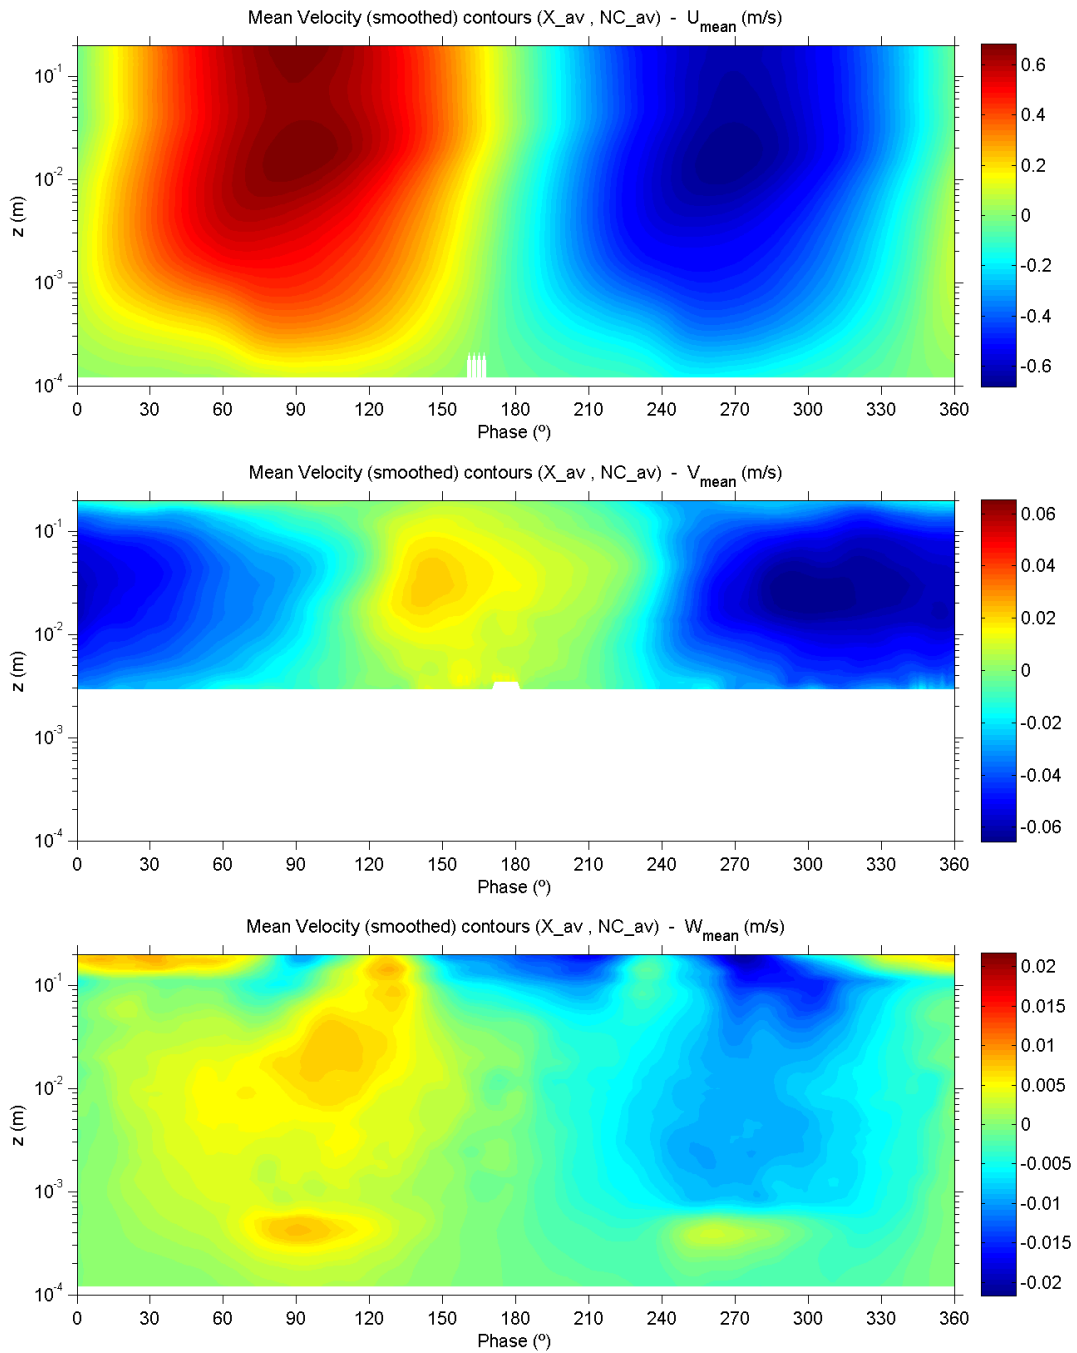 Mean Velocity (smoothed) contours (X_av , NC_av) - U_mean (m/s)
10^-1
10^-2
10^-3
10^-4
z (m)
0 30 60 90 120 150 180 210 240 270 300 330 360
Phase (º)
0.6
0.4
0.2
0
-0.2
-0.4
-0.6
Mean Velocity (smoothed) contours (X_av , NC_av) - V_mean (m/s)
10^-1
10^-2
10^-3
10^-4
z (m)
0 30 60 90 120 150 180 210 240 270 300 330 360
Phase (º)
0.06
0.04
0.02
0
-0.02
-0.04
-0.06
Mean Velocity (smoothed) contours (X_av , NC_av) - W_mean (m/s)
10^-1
10^-2
10^-3
10^-4
z (m)
0 30 60 90 120 150 180 210 240 270 300 330 360
Phase (º)
0.02
0.015
0.01
0.005
0
-0.005
-0.01
-0.015
-0.02